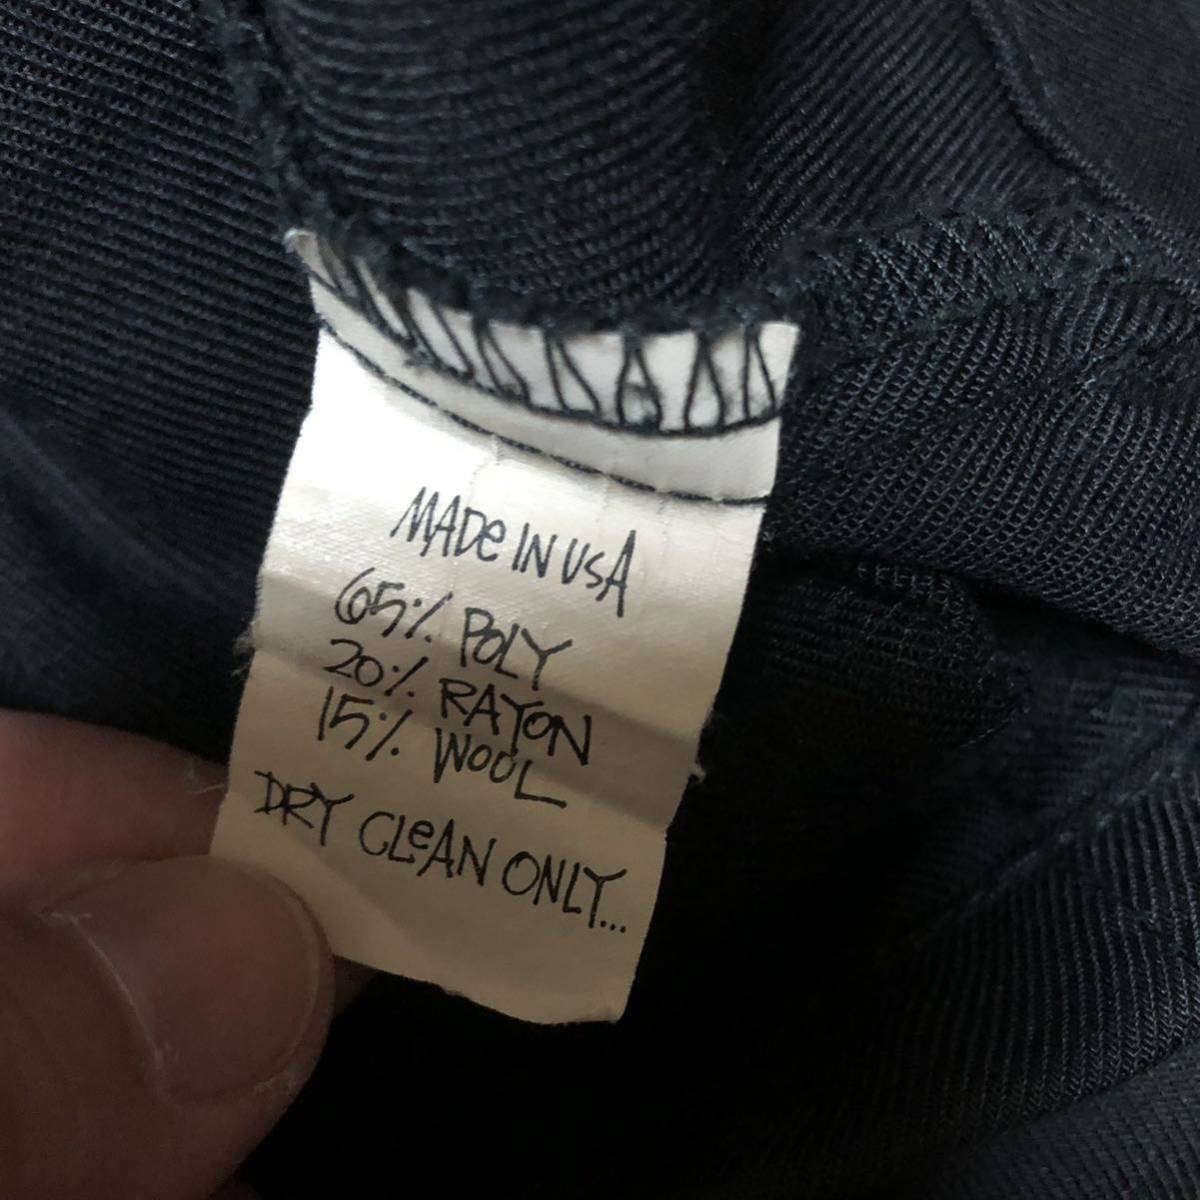 MADe IN USA
65% POLY
20% RAYON
15% WOOL
DRY CLeAN ONLY...